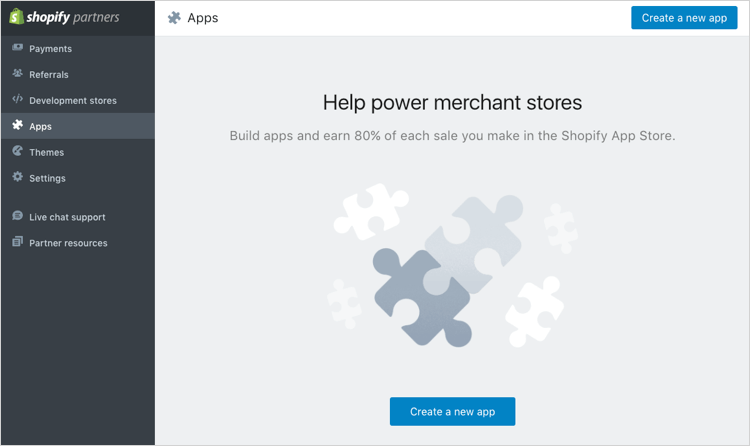 shopify partners
Apps
Create a new app
Payments
Referrals
Development stores
Apps
Themes
Settings
Live chat support
Partner resources
Help power merchant stores
Build apps and earn 80% of each sale you make in the Shopify App Store.
Create a new app